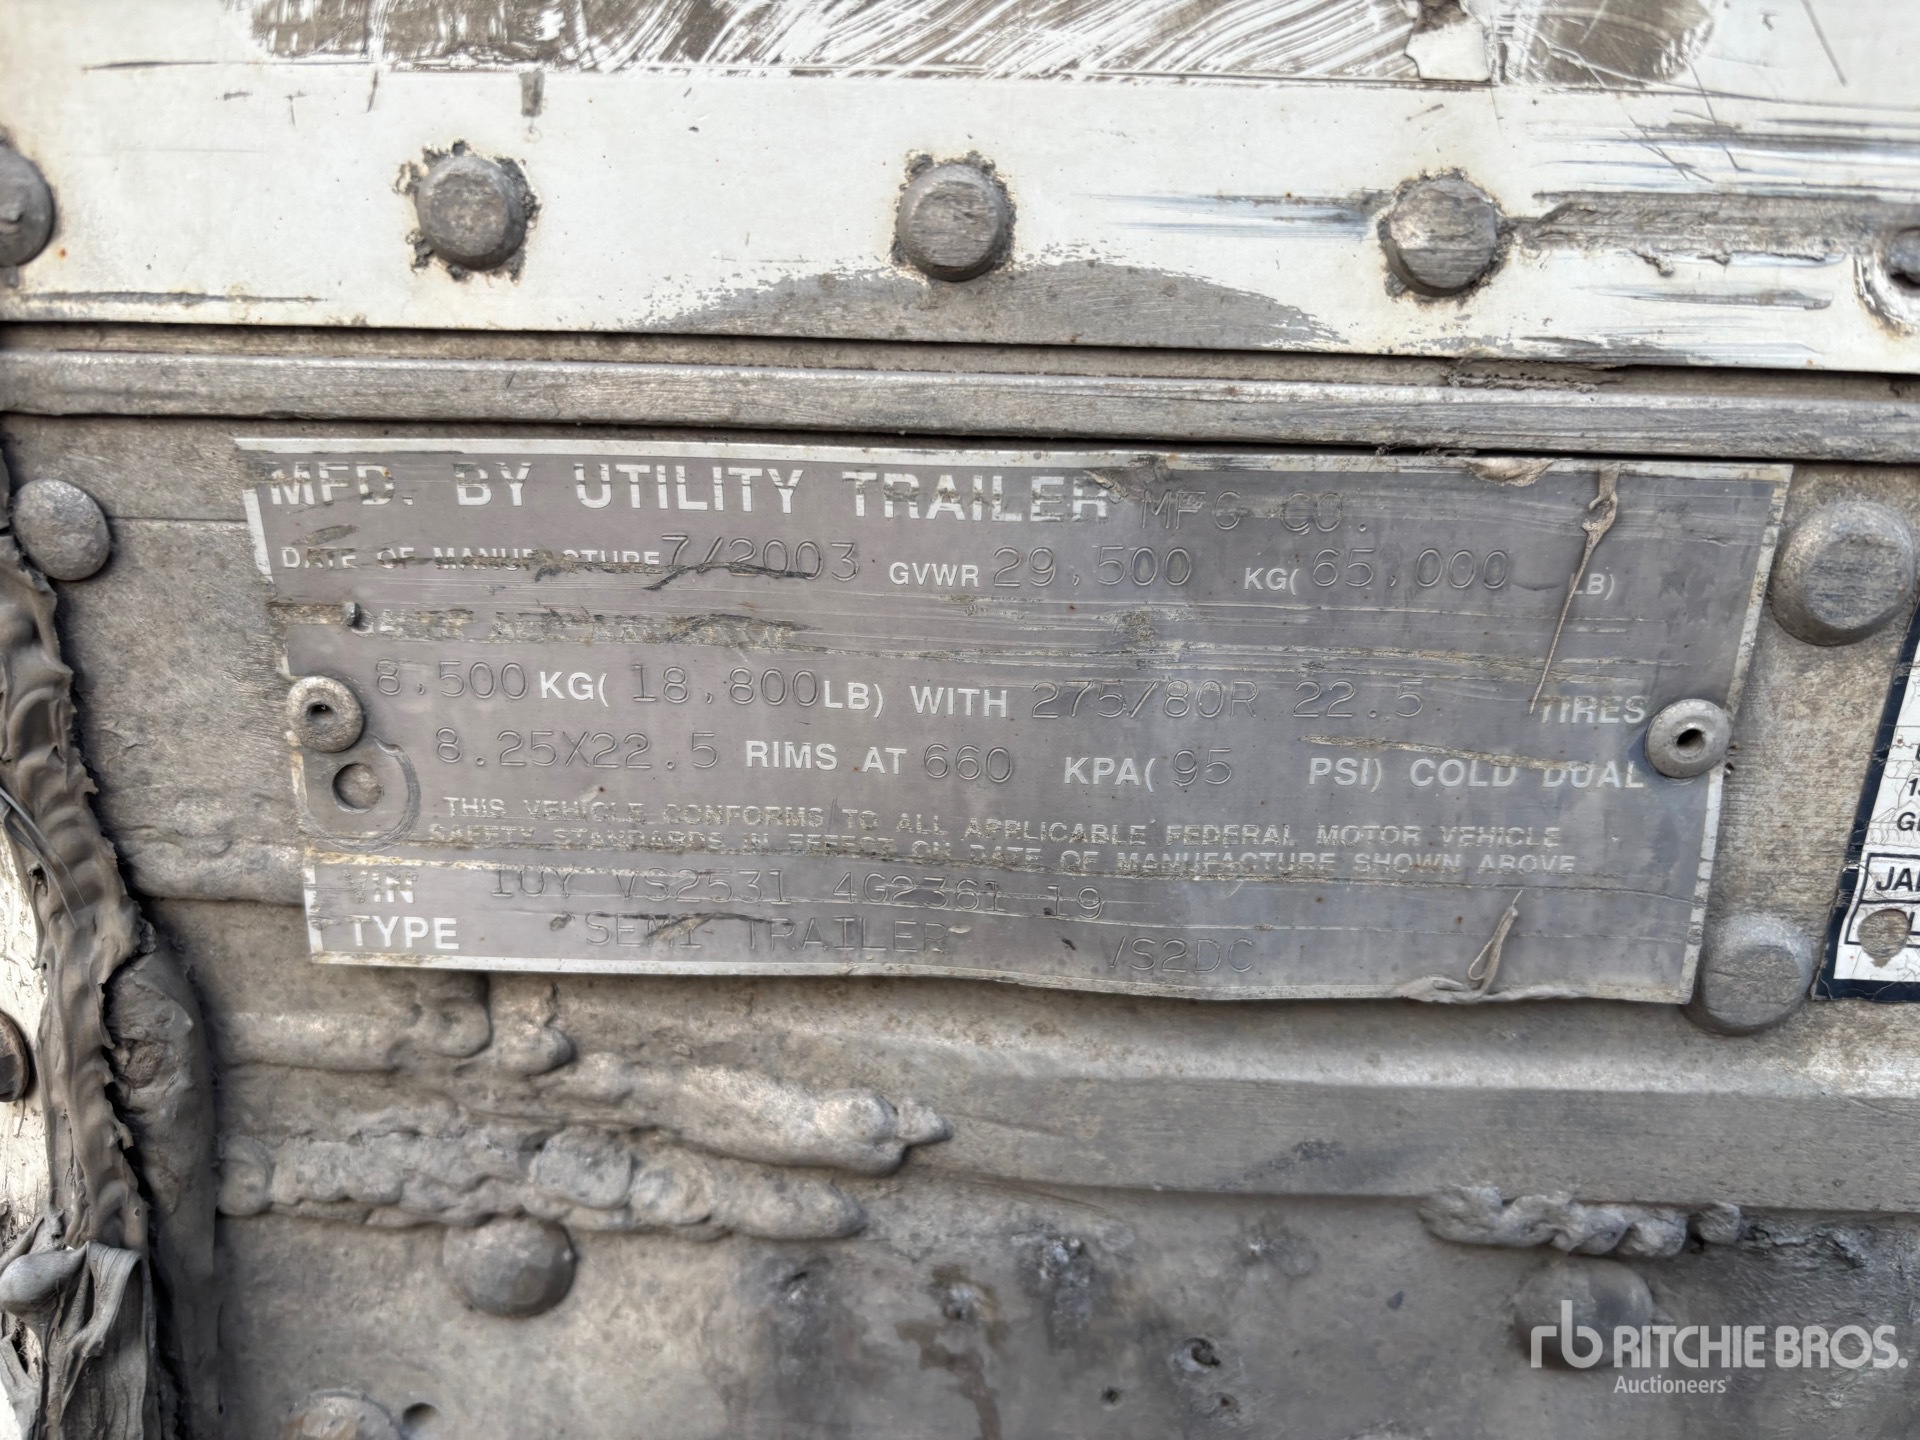 MFD. BY UTILITY TRAILER MFG CO.
DATE OF MANUFACTURE 7/2003 GVWR 29,500 KG( 65,000 LB)
8,500 KG( 18,800 LB) WITH 275/80R 22.5 TIRES
8.25X22.5 RIMS AT 660 KPA( 95 PSI) COLD DUAL
THIS VEHICLE CONFORMS TO ALL APPLICABLE FEDERAL MOTOR VEHICLE
SAFETY STANDARDS IN EFFECT ON DATE OF MANUFACTURE SHOWN ABOVE
VIN 1UY VS2531 4G2361 19
TYPE SEMI-TRAILER VS2DC
rb RITCHIE BROS.
Auctioneers